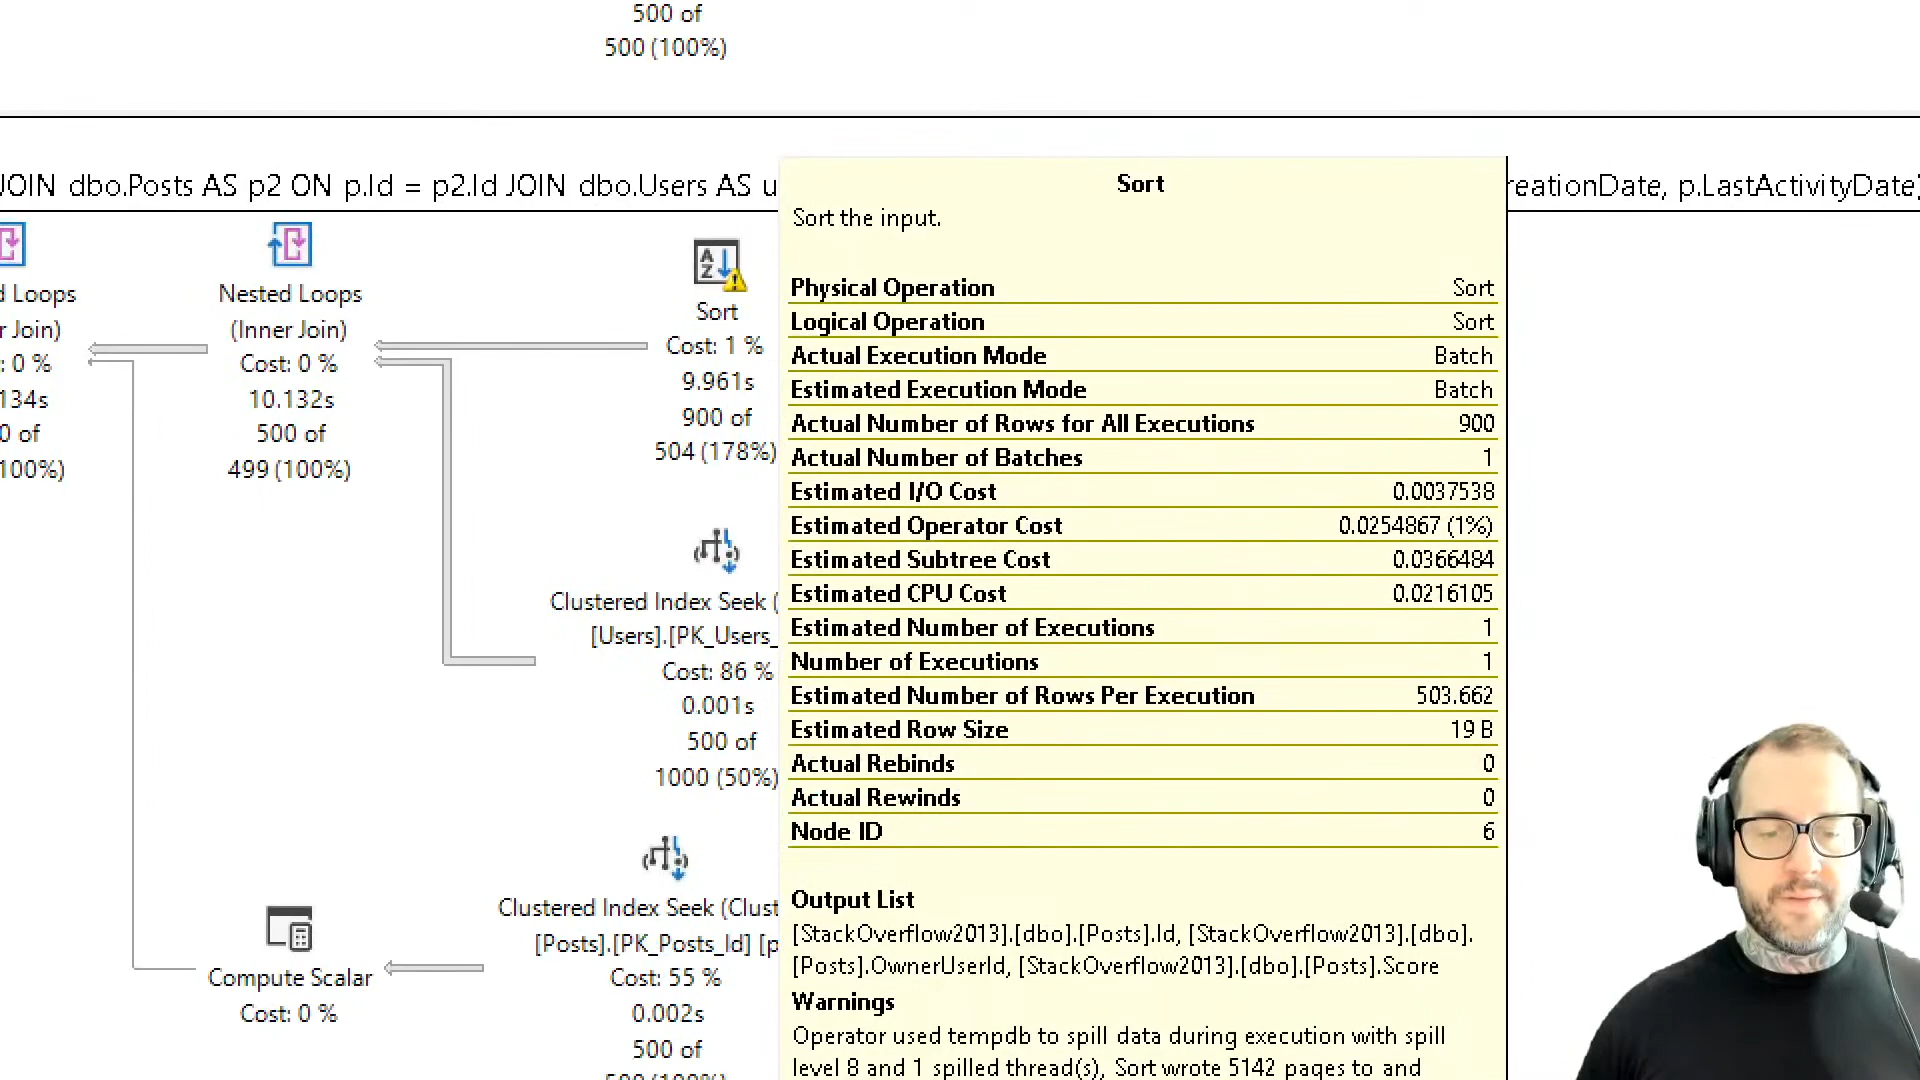 500 of
500 (100%)
JOIN dbo.Posts AS p2 ON p.Id = p2.Id JOIN dbo.Users AS u
reationDate, p.LastActivityDate
d Loops
r Join)
: 0 %
134s
0 of
100%)
Nested Loops
(Inner Join)
Cost: 0 %
10.132s
500 of
499 (100%)
Sort
Cost: 1 %
9.961s
900 of
504 (178%)
Clustered Index Seek (
[Users].[PK_Users_
Cost: 86 %
0.001s
500 of
1000 (50%)
Clustered Index Seek (Clust
[Posts].[PK_Posts_Id] [p
Cost: 55 %
0.002s
500 of
Compute Scalar
Cost: 0 %
Sort
Sort the input.
Physical Operation Sort
Logical Operation Sort
Actual Execution Mode Batch
Estimated Execution Mode Batch
Actual Number of Rows for All Executions 900
Actual Number of Batches 1
Estimated I/O Cost 0.0037538
Estimated Operator Cost 0.0254867 (1%)
Estimated Subtree Cost 0.0366484
Estimated CPU Cost 0.0216105
Estimated Number of Executions 1
Number of Executions 1
Estimated Number of Rows Per Execution 503.662
Estimated Row Size 19 B
Actual Rebinds 0
Actual Rewinds 0
Node ID 6
Output List
[StackOverflow2013].[dbo].[Posts].Id, [StackOverflow2013].[dbo].
[Posts].OwnerUserId, [StackOverflow2013].[dbo].[Posts].Score
Warnings
Operator used tempdb to spill data during execution with spill
level 8 and 1 spilled thread(s), Sort wrote 5142 pages to and